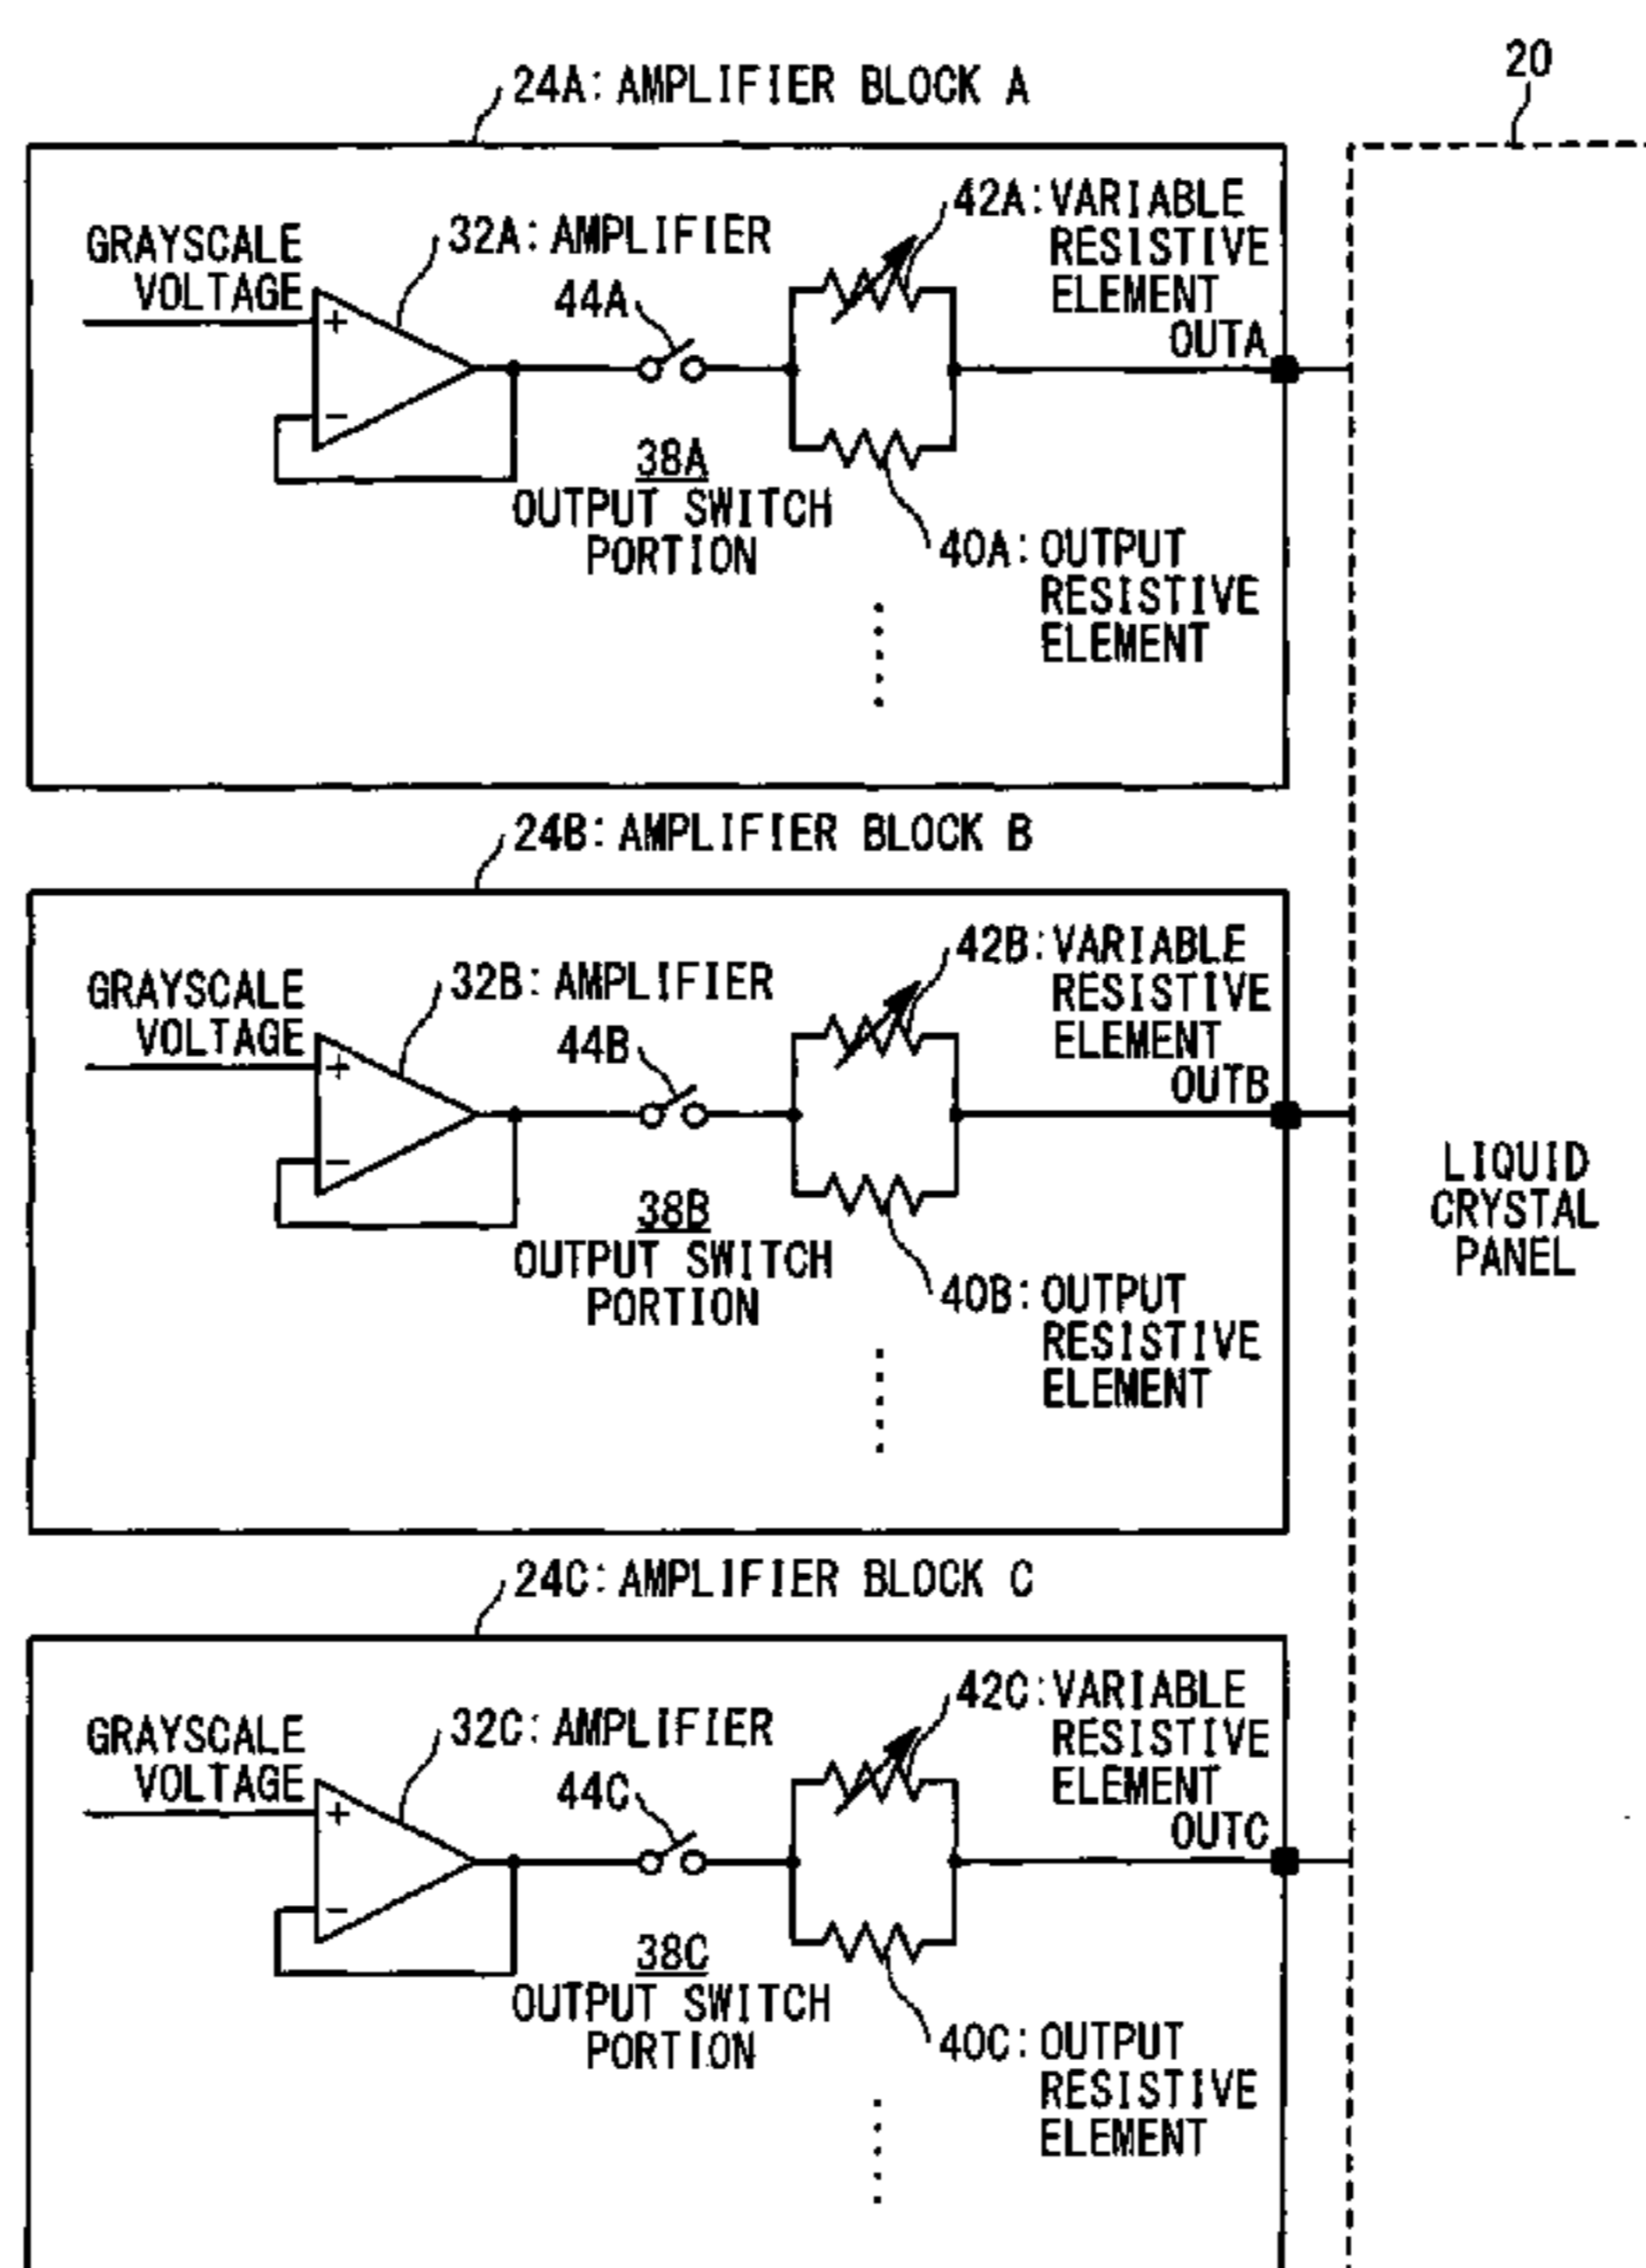 20
24A: AMPLIFIER BLOCK A
42A: VARIABLE
RESISTIVE
ELEMENT
GRAYSCALE
VOLTAGE
32A: AMPLIFIER
44A
OUTA
+
−
38A
OUTPUT SWITCH
PORTION
40A: OUTPUT
RESISTIVE
ELEMENT
24B: AMPLIFIER BLOCK B
42B: VARIABLE
RESISTIVE
ELEMENT
GRAYSCALE
VOLTAGE
32B: AMPLIFIER
44B
OUTB
+
−
38B
OUTPUT SWITCH
PORTION
40B: OUTPUT
RESISTIVE
ELEMENT
LIQUID
CRYSTAL
PANEL
24C: AMPLIFIER BLOCK C
42C: VARIABLE
RESISTIVE
ELEMENT
GRAYSCALE
VOLTAGE
32C: AMPLIFIER
44C
OUTC
+
−
38C
OUTPUT SWITCH
PORTION
40C: OUTPUT
RESISTIVE
ELEMENT